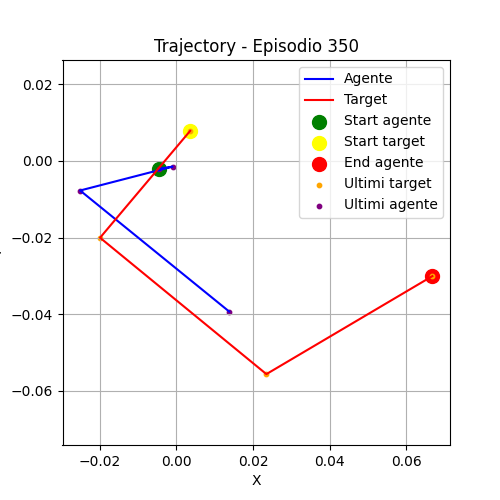 Trajectory - Episodio 350
Agente
Target
Start agente
Start target
End agente
Ultimi target
Ultimi agente
0.02
0.00
−0.02
−0.04
−0.06
−0.02
0.00
0.02
0.04
0.06
X